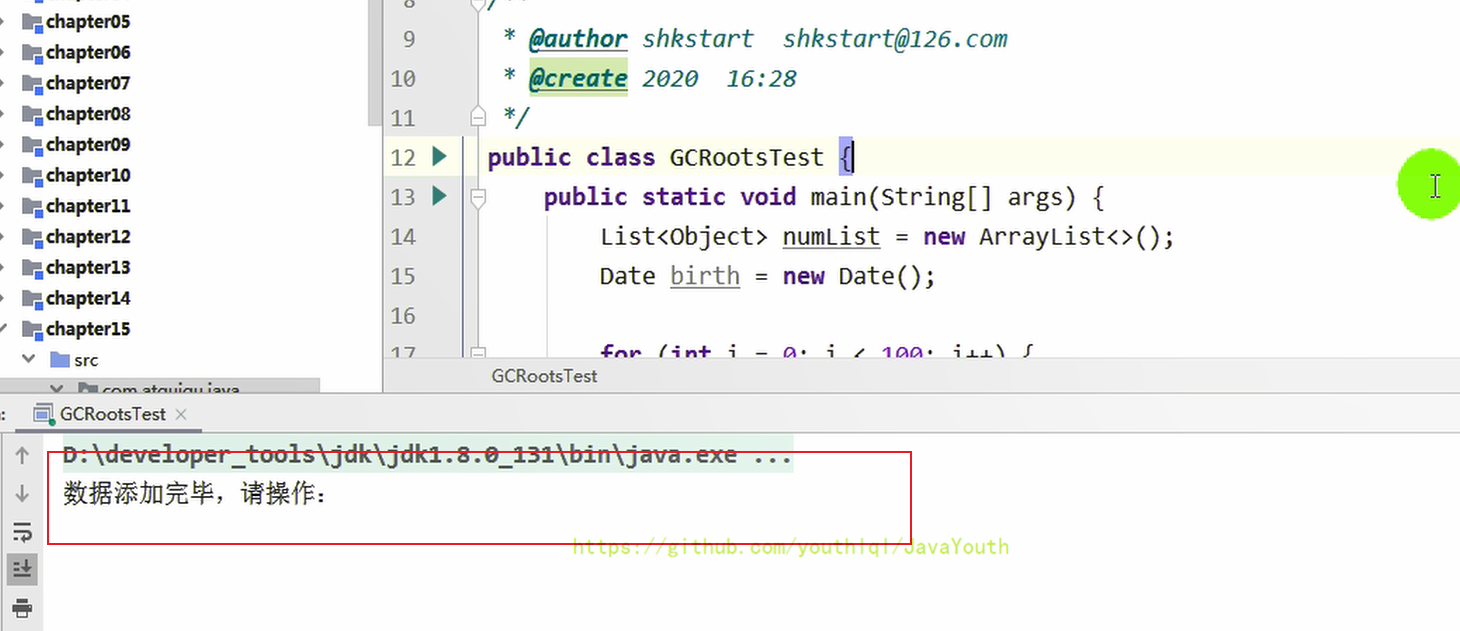 chapter05
chapter06
chapter07
chapter08
chapter09
chapter10
chapter11
chapter12
chapter13
chapter14
chapter15
src
com.atguigu.java
8 /**
9 * @author shkstart shkstart@126.com
10 * @create 2020 16:28
11 */
12 public class GCRootsTest {
13 public static void main(String[] args) {
14 List<Object> numList = new ArrayList<>();
15 Date birth = new Date();
16
17 for (int i = 0; i < 100; i++) {
GCRootsTest
: GCRootsTest
D:\developer_tools\jdk\jdk1.8.0_131\bin\java.exe ...
数据添加完毕，请操作：
https://github.com/youthlql/JavaYouth